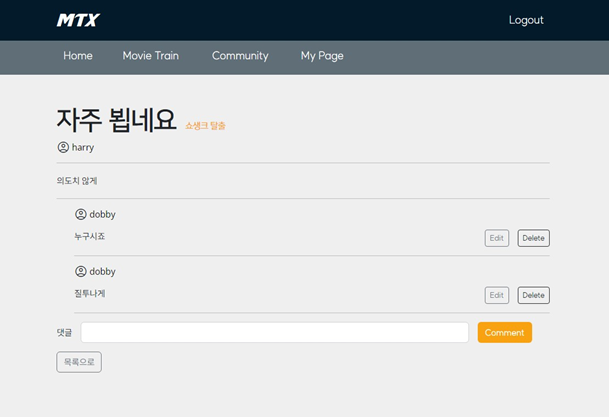 MTX
Logout
Home Movie Train Community My Page
자주 뵙네요 쇼생크 탈출
harry
의도치 않게
dobby
누구시죠 Edit Delete
dobby
질투나게 Edit Delete
댓글 Comment
목록으로